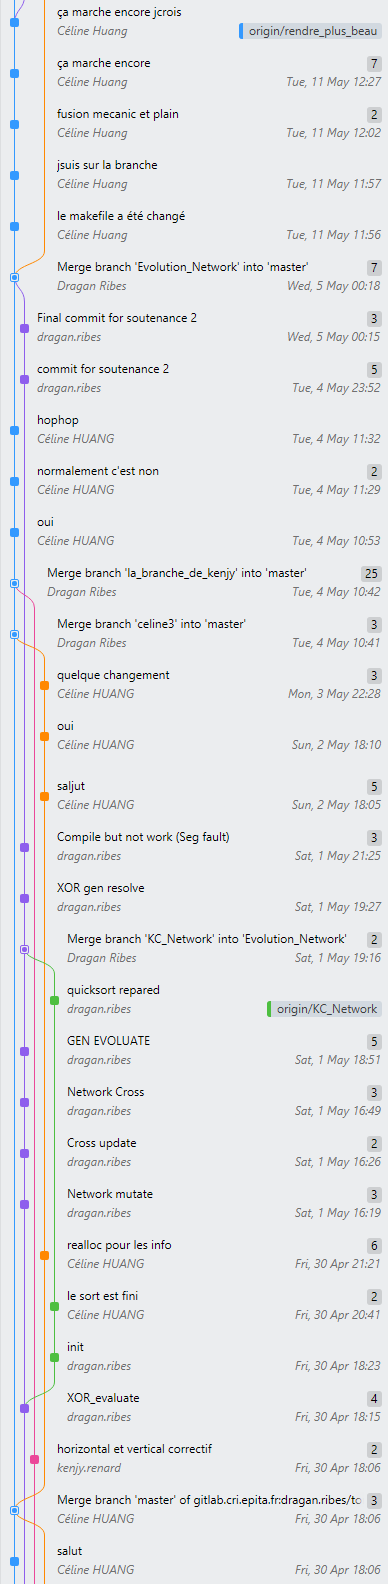 ça marche encore jcrois
Céline Huang origin/rendre_plus_beau
ça marche encore 7
Céline Huang Tue, 11 May 12:27
fusion mecanic et plain 2
Céline Huang Tue, 11 May 12:02
jsuis sur la branche
Céline Huang Tue, 11 May 11:57
le makefile a été changé
Céline Huang Tue, 11 May 11:56
Merge branch 'Evolution_Network' into 'master' 7
Dragan Ribes Wed, 5 May 00:18
Final commit for soutenance 2 3
dragan.ribes Wed, 5 May 00:15
commit for soutenance 2 5
dragan.ribes Tue, 4 May 23:52
hophop
Céline HUANG Tue, 4 May 11:32
normalement c'est non 2
Céline HUANG Tue, 4 May 11:29
oui
Céline HUANG Tue, 4 May 10:53
Merge branch 'la_branche_de_kenjy' into 'master' 25
Dragan Ribes Tue, 4 May 10:42
Merge branch 'celine3' into 'master' 3
Dragan Ribes Tue, 4 May 10:41
quelque changement 3
Céline HUANG Mon, 3 May 22:28
oui
Céline HUANG Sun, 2 May 18:10
saljut 5
Céline HUANG Sun, 2 May 18:05
Compile but not work (Seg fault) 3
dragan.ribes Sat, 1 May 21:25
XOR gen resolve
dragan.ribes Sat, 1 May 19:27
Merge branch 'KC_Network' into 'Evolution_Network' 2
Dragan Ribes Sat, 1 May 19:16
quicksort repared
dragan.ribes origin/KC_Network
GEN EVOLUATE 5
dragan.ribes Sat, 1 May 18:51
Network Cross 3
dragan.ribes Sat, 1 May 16:49
Cross update 2
dragan.ribes Sat, 1 May 16:26
Network mutate 3
dragan.ribes Sat, 1 May 16:19
realloc pour les info 6
Céline HUANG Fri, 30 Apr 21:21
le sort est fini 2
Céline HUANG Fri, 30 Apr 20:41
init
dragan.ribes Fri, 30 Apr 18:23
XOR_evaluate 4
dragan.ribes Fri, 30 Apr 18:15
horizontal et vertical correctif 2
kenjy.renard Fri, 30 Apr 18:06
Merge branch 'master' of gitlab.cri.epita.fr:dragan.ribes/to 3
Céline HUANG Fri, 30 Apr 18:06
salut
Céline HUANG Fri, 30 Apr 18:06